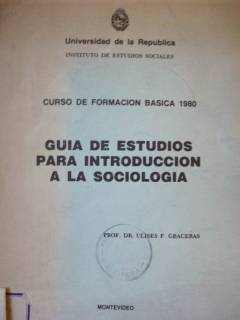 Universidad de la Republica
INSTITUTO DE ESTUDIOS SOCIALES
CURSO DE FORMACION BASICA 1980
GUIA DE ESTUDIOS
PARA INTRODUCCION
A LA SOCIOLOGIA
PROF. DR. ULISES F. GRACERAS
MONTEVIDEO